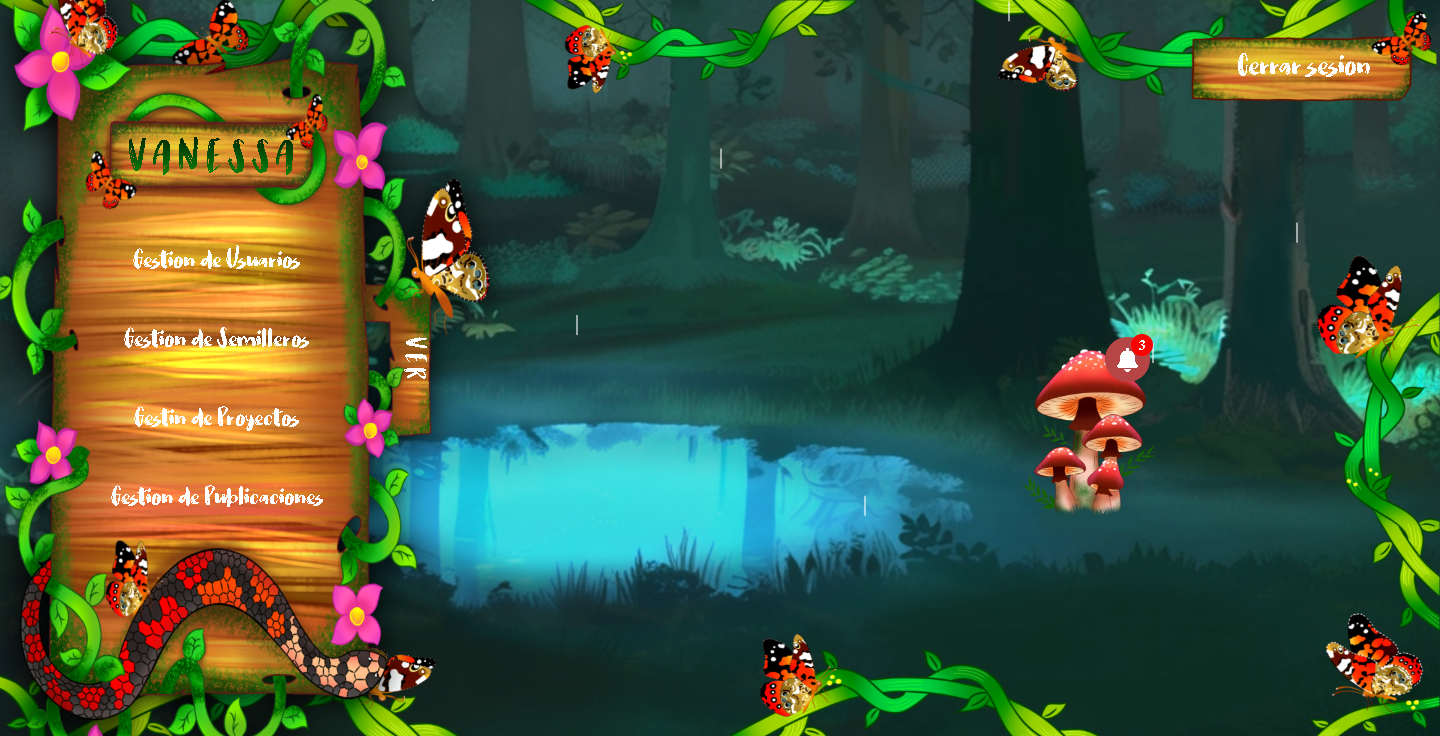 Cerrar sesion
VANESSA
Gestion de Usuarios
Gestion de Semilleros
VER
3
Gestin de Proyectos
Gestion de Publicaciones